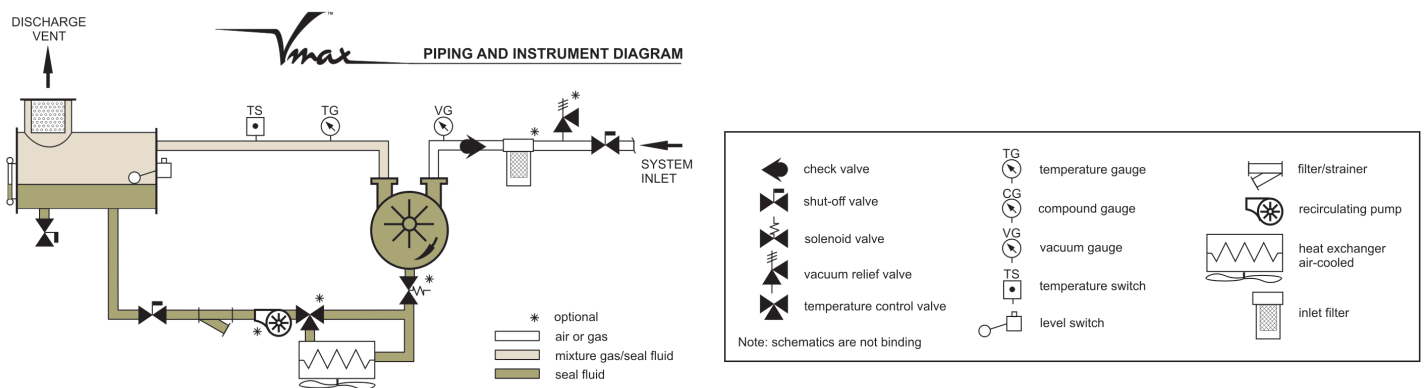 DISCHARGE
VENT
Vmax™
PIPING AND INSTRUMENT DIAGRAM
TS
TG
VG
*
*
SYSTEM
INLET
*
*
*
* optional
air or gas
mixture gas/seal fluid
seal fluid
check valve
shut-off valve
solenoid valve
vacuum relief valve
temperature control valve
Note: schematics are not binding
TG
temperature gauge
CG
compound gauge
VG
vacuum gauge
TS
temperature switch
level switch
filter/strainer
recirculating pump
heat exchanger
air-cooled
inlet filter